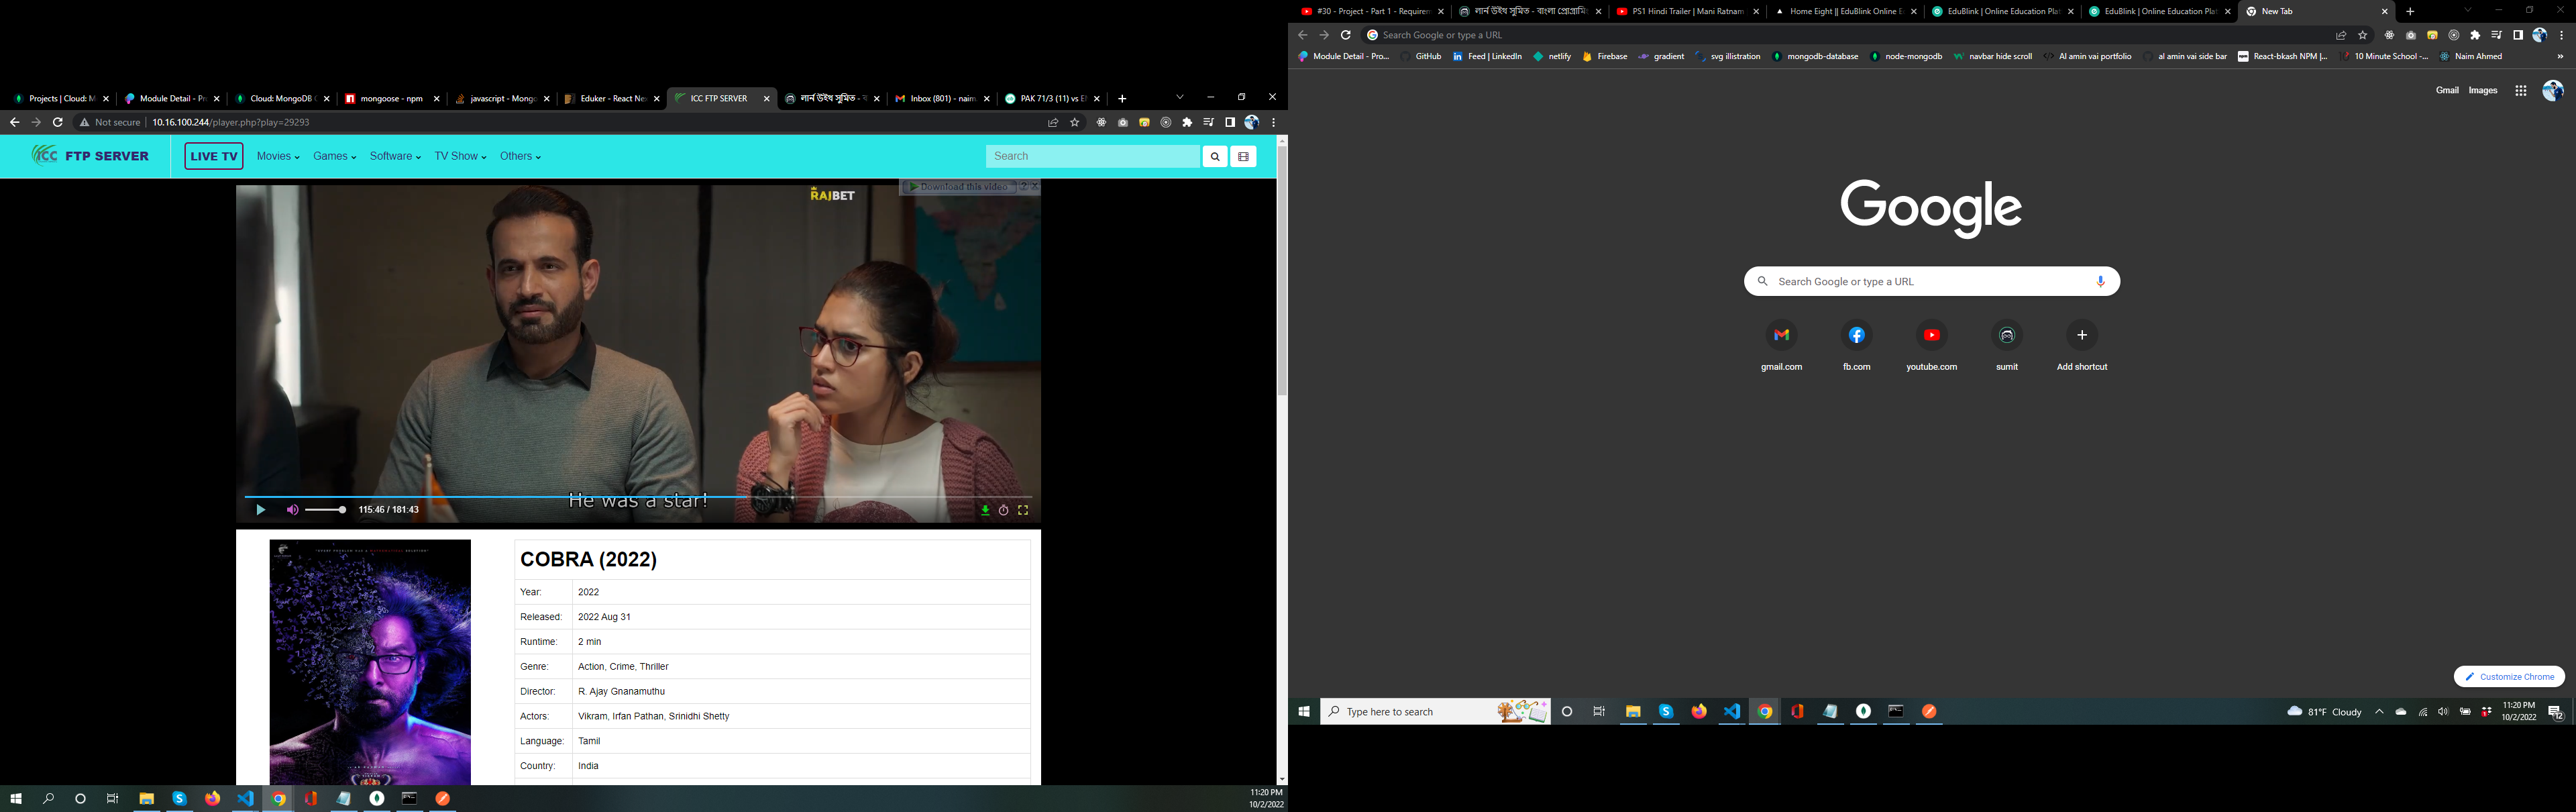 Projects | Cloud: M
Module Detail - Pr
Cloud: MongoDB C
mongoose - npm
javascript - Mongo
Eduker - React Nex
ICC FTP SERVER
লার্ন উইথ সুমিত - ব
Inbox (801) - naim.
PAK 71/3 (11) vs E
Not secure
10.16.100.244/player.php?play=29293
ICC FTP SERVER
LIVE TV
Movies
Games
Software
TV Show
Others
Search
RAJBET
Download this video
He was a star!
115:46 / 181:43
COBRA (2022)
Year: 2022
Released: 2022 Aug 31
Runtime: 2 min
Genre: Action, Crime, Thriller
Director: R. Ajay Gnanamuthu
Actors: Vikram, Irfan Pathan, Srinidhi Shetty
Language: Tamil
Country: India
11:20 PM
10/2/2022
#30 - Project - Part 1 - Requirem
লার্ন উইথ সুমিত - বাংলা প্রোগ্রামিং
PS1 Hindi Trailer | Mani Ratnam
Home Eight || EduBlink Online E
EduBlink | Online Education Plat
EduBlink | Online Education Plat
New Tab
Search Google or type a URL
Module Detail - Pro...
GitHub
Feed | LinkedIn
netlify
Firebase
gradient
svg illistration
mongodb-database
node-mongodb
navbar hide scroll
Al amin vai portfolio
al amin vai side bar
React-bkash NPM |...
10 Minute School -...
Naim Ahmed
Gmail
Images
Google
Search Google or type a URL
gmail.com
fb.com
youtube.com
sumit
Add shortcut
Customize Chrome
Type here to search
81°F Cloudy
11:20 PM
10/2/2022
12